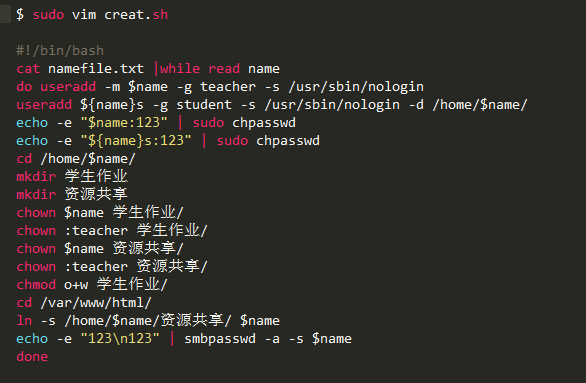 $ sudo vim creat.sh
#!/bin/bash
cat namefile.txt |while read name
do useradd -m $name -g teacher -s /usr/sbin/nologin
useradd ${name}s -g student -s /usr/sbin/nologin -d /home/$name/
echo -e "$name:123" | sudo chpasswd
echo -e "${name}s:123" | sudo chpasswd
cd /home/$name/
mkdir 学生作业
mkdir 资源共享
chown $name 学生作业/
chown :teacher 学生作业/
chown $name 资源共享/
chown :teacher 资源共享/
chmod o+w 学生作业/
cd /var/www/html/
ln -s /home/$name/资源共享/ $name
echo -e "123\n123" | smbpasswd -a -s $name
done